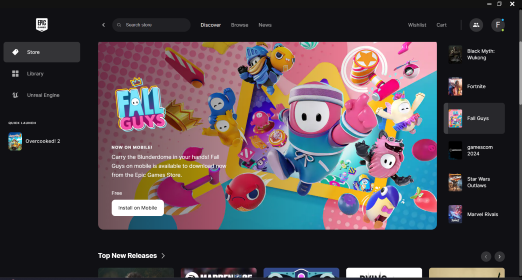 EPIC
GAMES
Search store
Discover
Browse
News
Wishlist
Cart
F
Store
Library
Unreal Engine
QUICK LAUNCH
Overcooked! 2
FALL
GUYS
NOW ON MOBILE!
Carry the Blunderdome in your hands! Fall
Guys on mobile is available to download now
from the Epic Games Store.
Free
Install on Mobile
Black Myth:
Wukong
Fortnite
Fall Guys
gamescom
2024
Star Wars
Outlaws
Marvel Rivals
Top New Releases